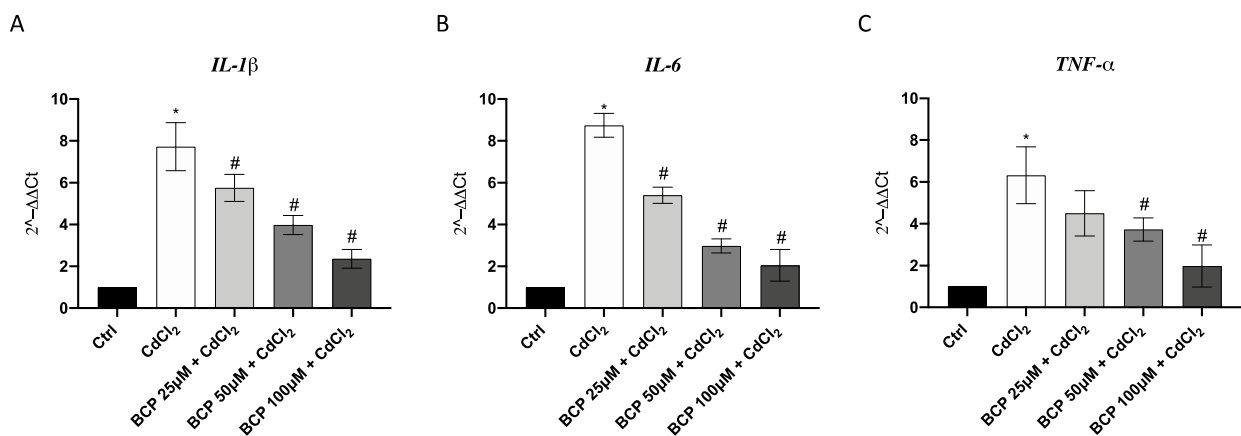 A
IL-1β
2^–ΔΔCt
10
8
6
4
2
0
*
#
#
#
Ctrl
CdCl₂
BCP 25μM + CdCl₂
BCP 50μM + CdCl₂
BCP 100μM + CdCl₂
B
IL-6
2^–ΔΔCt
10
8
6
4
2
0
*
#
#
#
Ctrl
CdCl₂
BCP 25μM + CdCl₂
BCP 50μM + CdCl₂
BCP 100μM + CdCl₂
C
TNF-α
2^–ΔΔCt
10
8
6
4
2
0
*
#
#
Ctrl
CdCl₂
BCP 25μM + CdCl₂
BCP 50μM + CdCl₂
BCP 100μM + CdCl₂